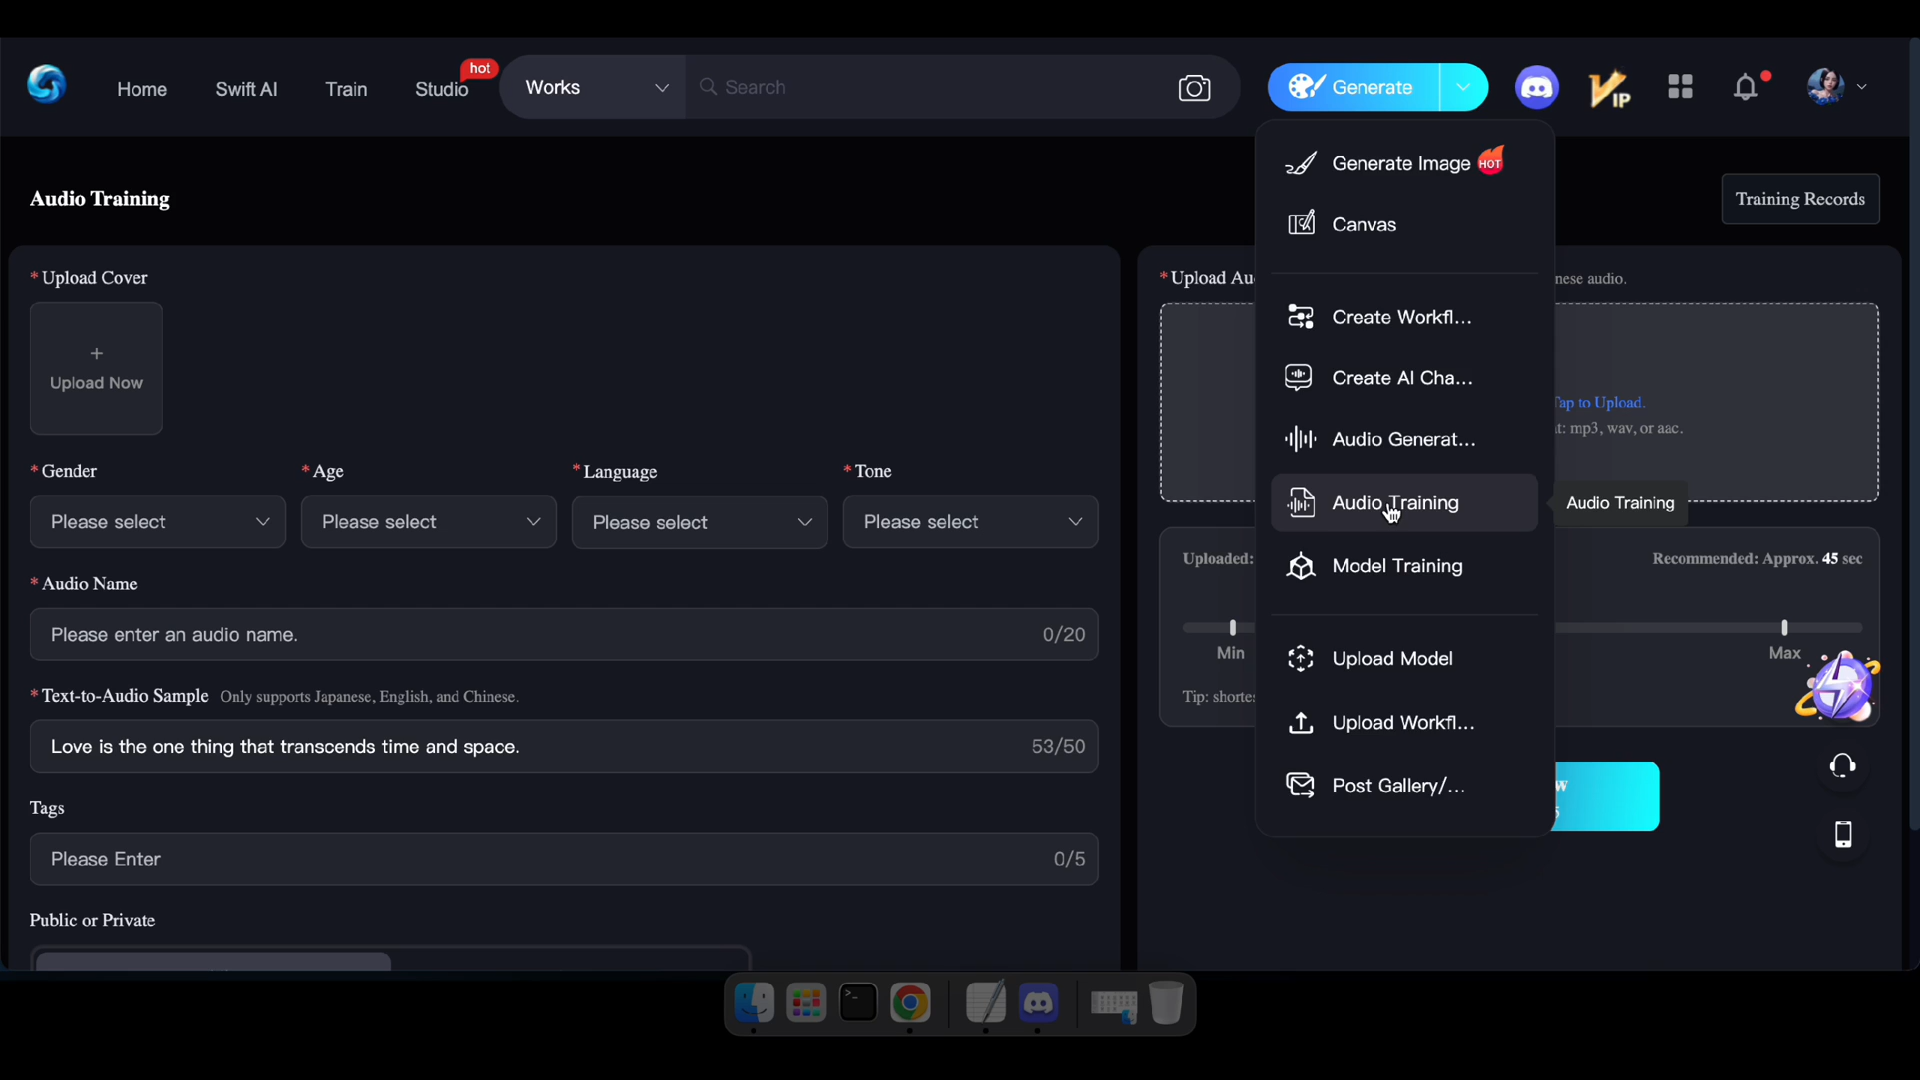 Home
Swift AI
Train
Studio
hot
Works
Search
Generate
VIP
Audio Training
Training Records
* Upload Cover
+
Upload Now
* Gender
* Age
* Language
* Tone
Please select
Please select
Please select
Please select
* Audio Name
Please enter an audio name.
0/20
* Text-to-Audio Sample Only supports Japanese, English, and Chinese.
Love is the one thing that transcends time and space.
53/50
Tags
Please Enter
0/5
Public or Private
Generate Image HOT
Canvas
Create Workfl...
Create AI Cha...
Audio Generat...
Audio Training
Model Training
Upload Model
Upload Workfl...
Post Gallery/...
Audio Training
* Upload Au
nese audio.
Tap to Upload.
t: mp3, wav, or aac.
Uploaded:
Recommended: Approx. 45 sec
Min
Max
Tip: shortes